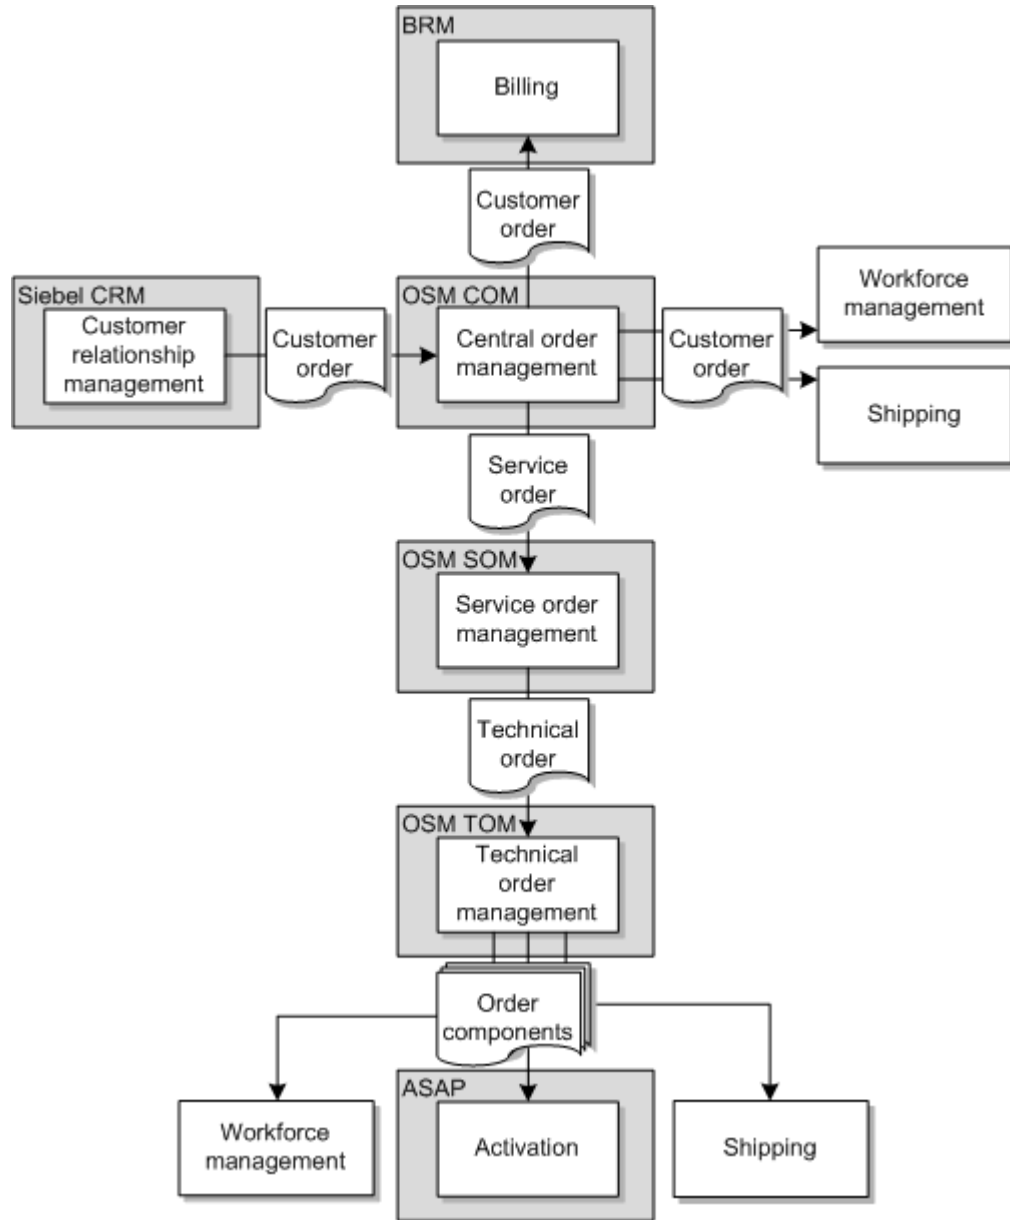 BRM
Billing
Customer
order
Siebel CRM
Customer
relationship
management
Customer
order
OSM COM
Central order
management
Customer
order
Workforce
management
Shipping
Service
order
OSM SOM
Service order
management
Technical
order
OSM TOM
Technical
order
management
Order
components
Workforce
management
ASAP
Activation
Shipping